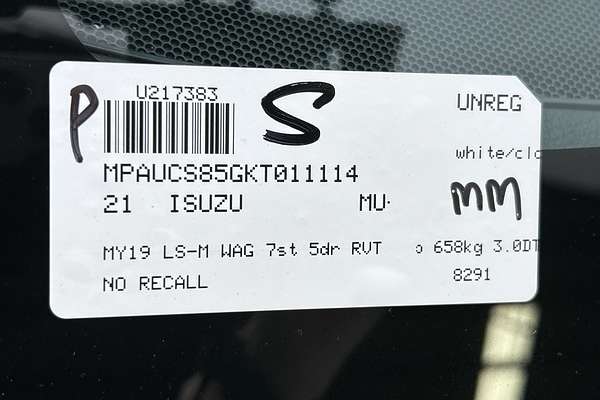 P U217383 S UNREG
white/clo
MPAUCS85GKT011114
21 ISUZU MU- MM
MY19 LS-M WAG 7st 5dr RVT 658kg 3.0DT
NO RECALL 8291